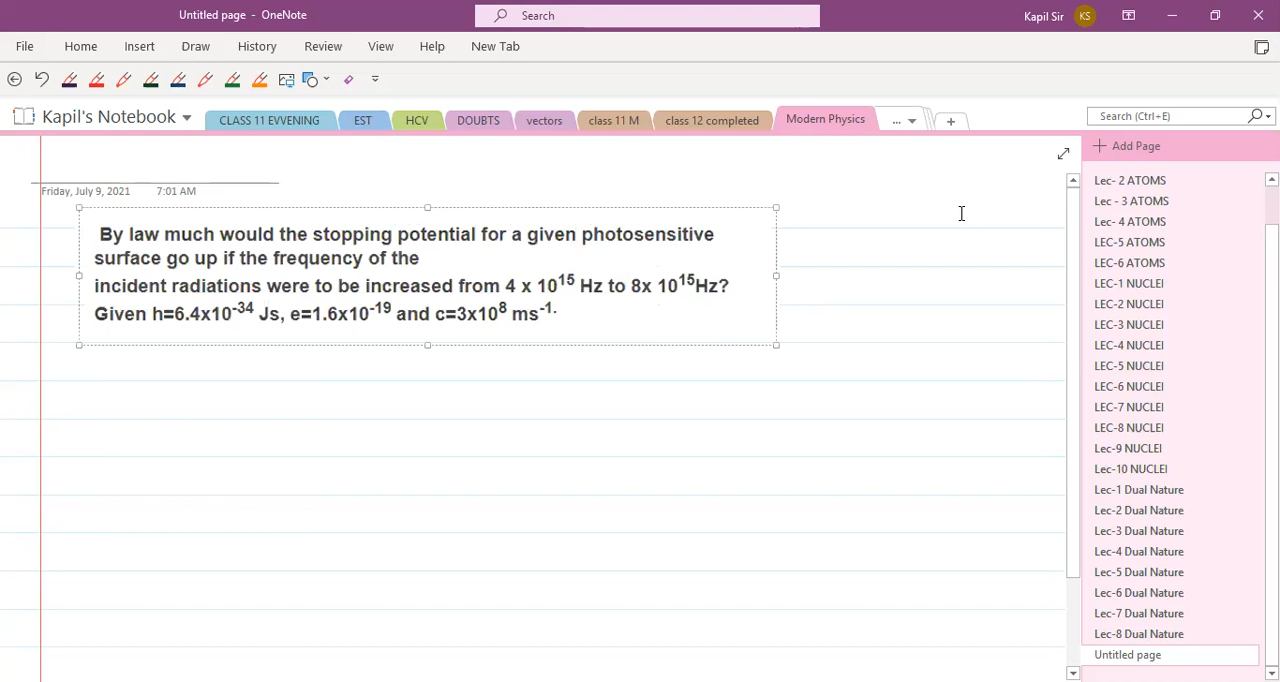 Untitled page - OneNote
Search
Kapil Sir
KS
File Home Insert Draw History Review View Help New Tab
Kapil's Notebook
CLASS 11 EVVENING
EST
HCV
DOUBTS
vectors
class 11 M
class 12 completed
Modern Physics
...
Search (Ctrl+E)
Add Page
Friday, July 9, 2021 7:01 AM
By law much would the stopping potential for a given photosensitive
surface go up if the frequency of the
incident radiations were to be increased from 4 x 10¹⁵ Hz to 8x 10¹⁵Hz?
Given h=6.4x10⁻³⁴ Js, e=1.6x10⁻¹⁹ and c=3x10⁸ ms⁻¹·
Lec- 2 ATOMS
Lec - 3 ATOMS
Lec- 4 ATOMS
LEC-5 ATOMS
LEC-6 ATOMS
LEC-1 NUCLEI
LEC-2 NUCLEI
LEC-3 NUCLEI
LEC-4 NUCLEI
LEC-5 NUCLEI
LEC-6 NUCLEI
LEC-7 NUCLEI
LEC-8 NUCLEI
Lec-9 NUCLEI
Lec-10 NUCLEI
Lec-1 Dual Nature
Lec-2 Dual Nature
Lec-3 Dual Nature
Lec-4 Dual Nature
Lec-5 Dual Nature
Lec-6 Dual Nature
Lec-7 Dual Nature
Lec-8 Dual Nature
Untitled page